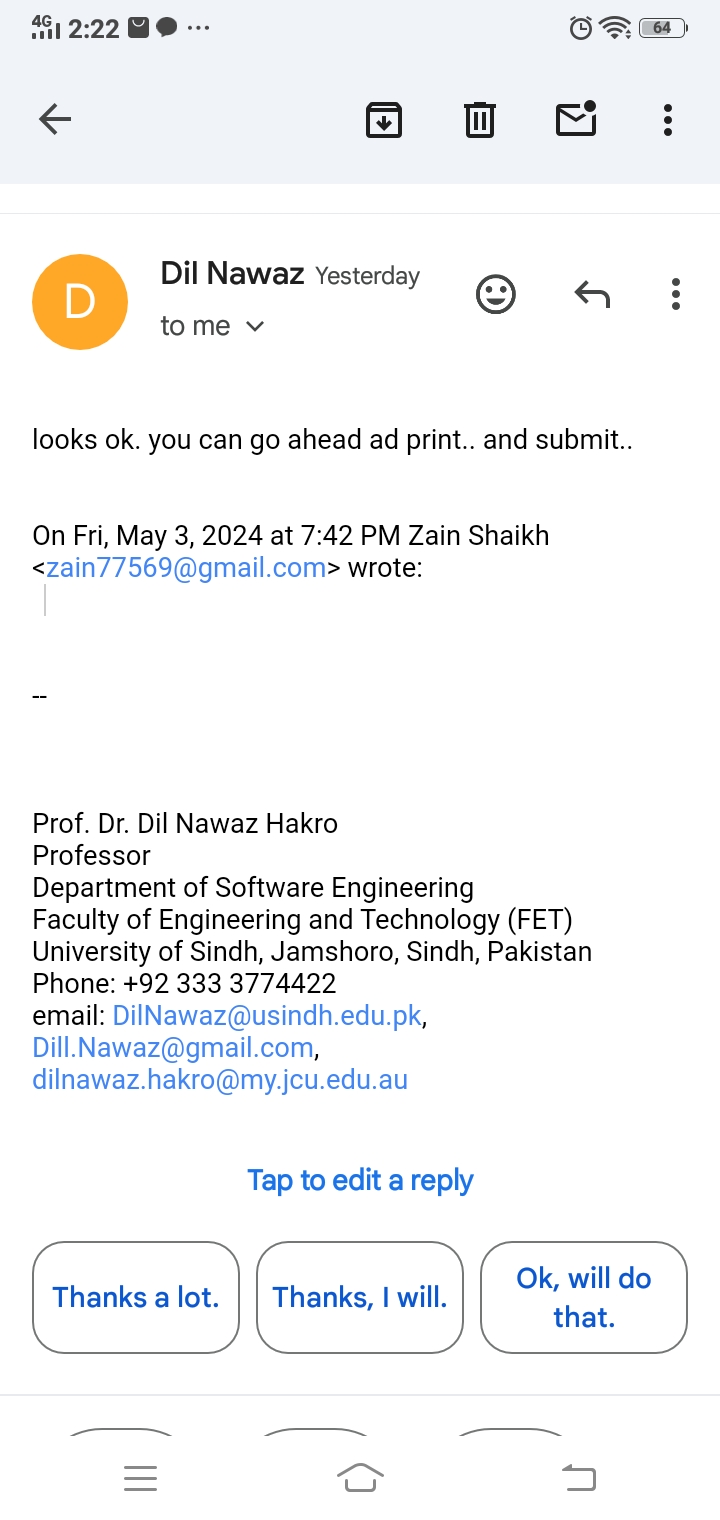 4G 2:22 64
D
Dil Nawaz Yesterday
to me
looks ok. you can go ahead ad print.. and submit..
On Fri, May 3, 2024 at 7:42 PM Zain Shaikh
<zain77569@gmail.com> wrote:
--
Prof. Dr. Dil Nawaz Hakro
Professor
Department of Software Engineering
Faculty of Engineering and Technology (FET)
University of Sindh, Jamshoro, Sindh, Pakistan
Phone: +92 333 3774422
email: DilNawaz@usindh.edu.pk,
Dill.Nawaz@gmail.com,
dilnawaz.hakro@my.jcu.edu.au
Tap to edit a reply
Thanks a lot.
Thanks, I will.
Ok, will do
that.